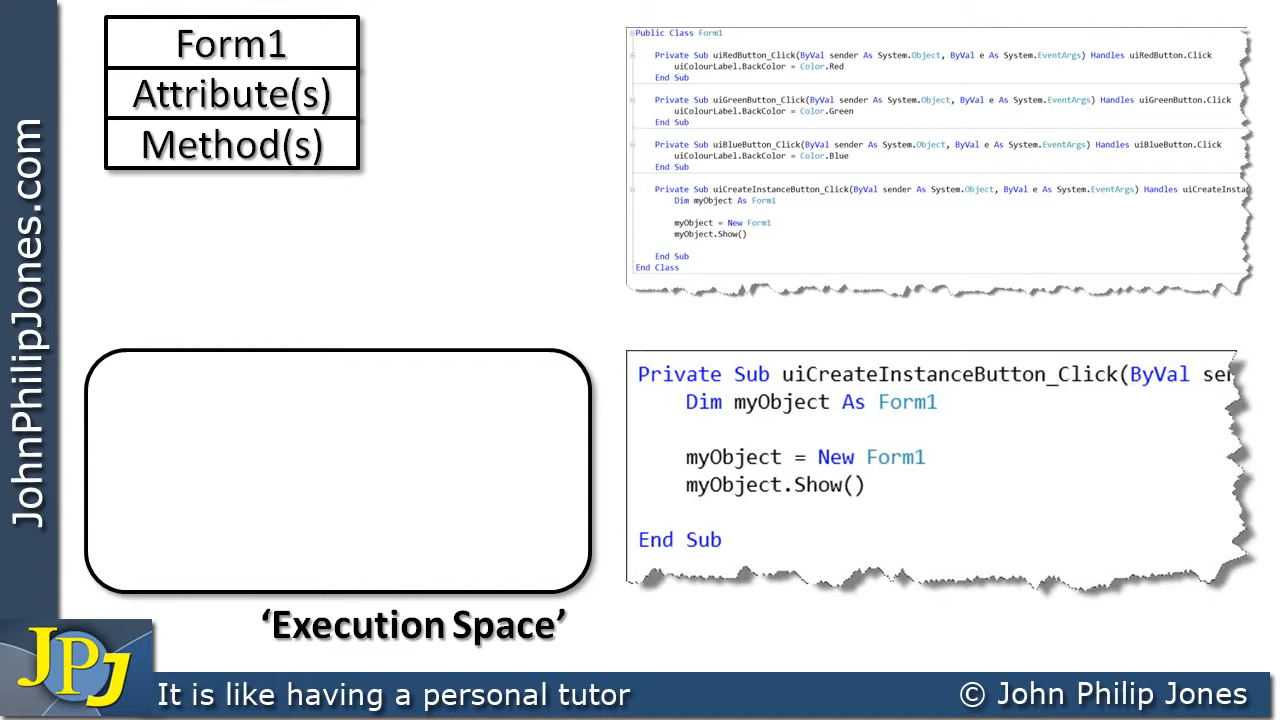 Form1
Attribute(s)
Method(s)
Public Class Form1
Private Sub uiRedButton_Click(ByVal sender As System.Object, ByVal e As System.EventArgs) Handles uiRedButton.Click
uiColourLabel.BackColor = Color.Red
End Sub
Private Sub uiGreenButton_Click(ByVal sender As System.Object, ByVal e As System.EventArgs) Handles uiGreenButton.Click
uiColourLabel.BackColor = Color.Green
End Sub
Private Sub uiBlueButton_Click(ByVal sender As System.Object, ByVal e As System.EventArgs) Handles uiBlueButton.Click
uiColourLabel.BackColor = Color.Blue
End Sub
Private Sub uiCreateInstanceButton_Click(ByVal sender As System.Object, ByVal e As System.EventArgs) Handles uiCreateInsta
Dim myObject As Form1
myObject = New Form1
myObject.Show()
End Sub
End Class
Private Sub uiCreateInstanceButton_Click(ByVal sen
Dim myObject As Form1
myObject = New Form1
myObject.Show()
End Sub
‘Execution Space’
JohnPhilipJones.com
JPJ
It is like having a personal tutor
© John Philip Jones